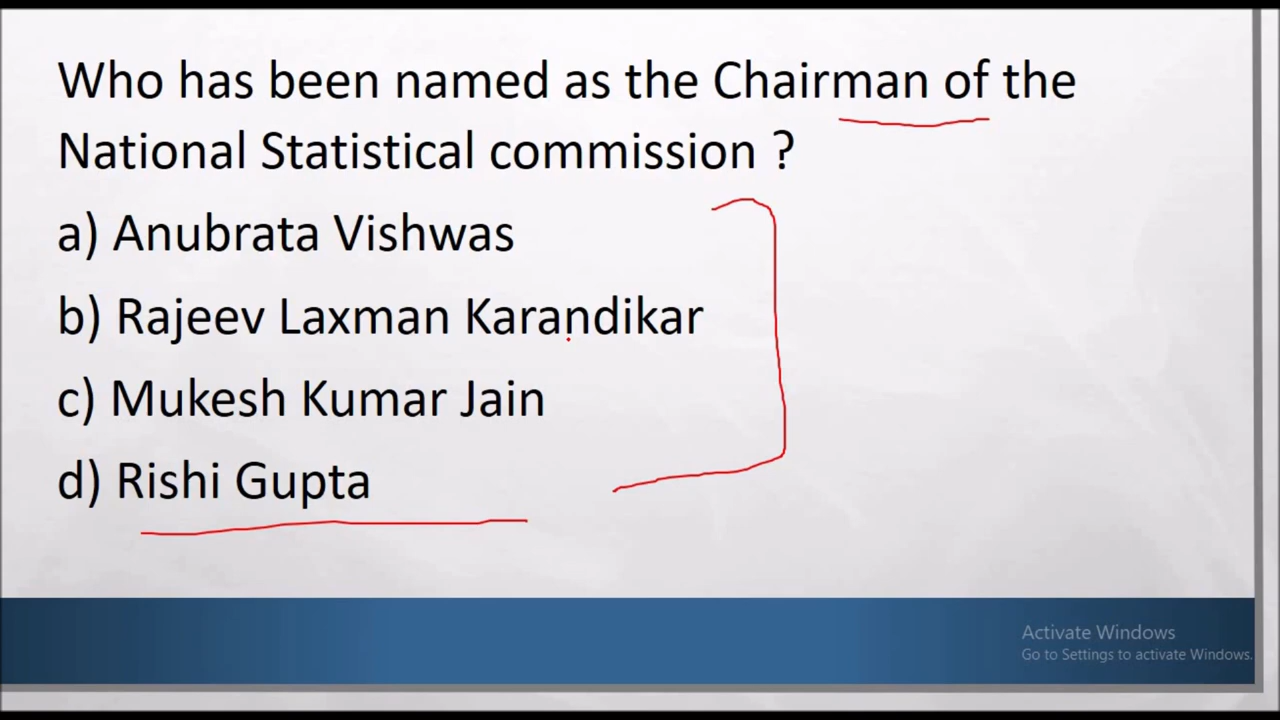 Who has been named as the Chairman of the
National Statistical commission ?
a) Anubrata Vishwas
b) Rajeev Laxman Karandikar
c) Mukesh Kumar Jain
d) Rishi Gupta
Activate Windows
Go to Settings to activate Windows.